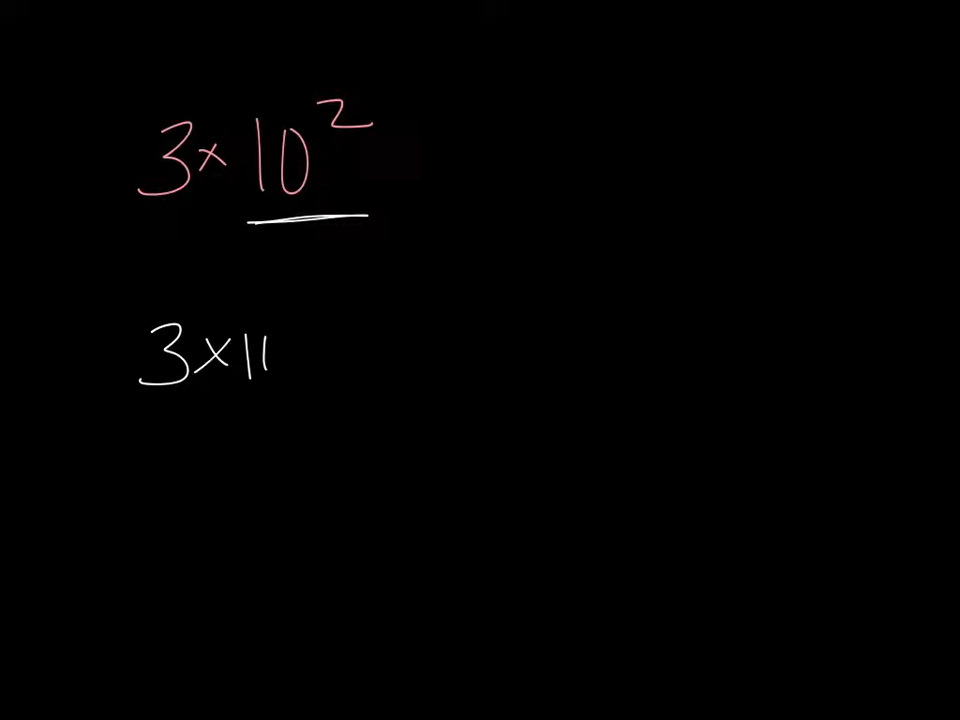 3 × 10²
3 × 11